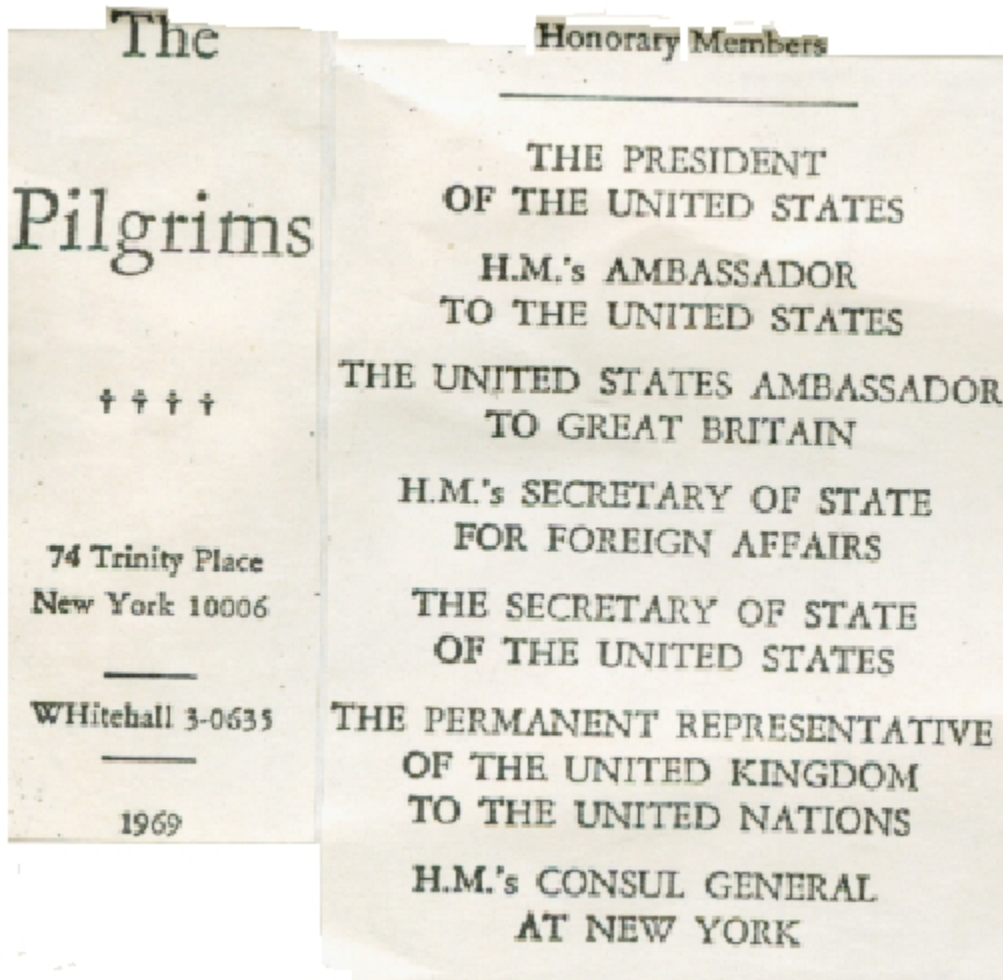 The
Pilgrims
† † † †
74 Trinity Place
New York 10006
WHitehall 3-0635
1969
Honorary Members
THE PRESIDENT
OF THE UNITED STATES
H.M.'s AMBASSADOR
TO THE UNITED STATES
THE UNITED STATES AMBASSADOR
TO GREAT BRITAIN
H.M.'s SECRETARY OF STATE
FOR FOREIGN AFFAIRS
THE SECRETARY OF STATE
OF THE UNITED STATES
THE PERMANENT REPRESENTATIVE
OF THE UNITED KINGDOM
TO THE UNITED NATIONS
H.M.'s CONSUL GENERAL
AT NEW YORK